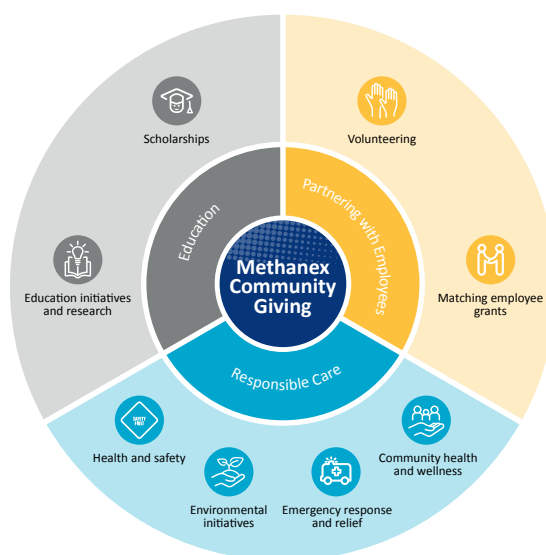 Scholarships
Volunteering
Education
Partnering with Employees
Methanex
Community
Giving
Education initiatives
and research
Matching employee
grants
Responsible Care
SAFETY
FIRST
Health and safety
Environmental
initiatives
Emergency response
and relief
Community health
and wellness